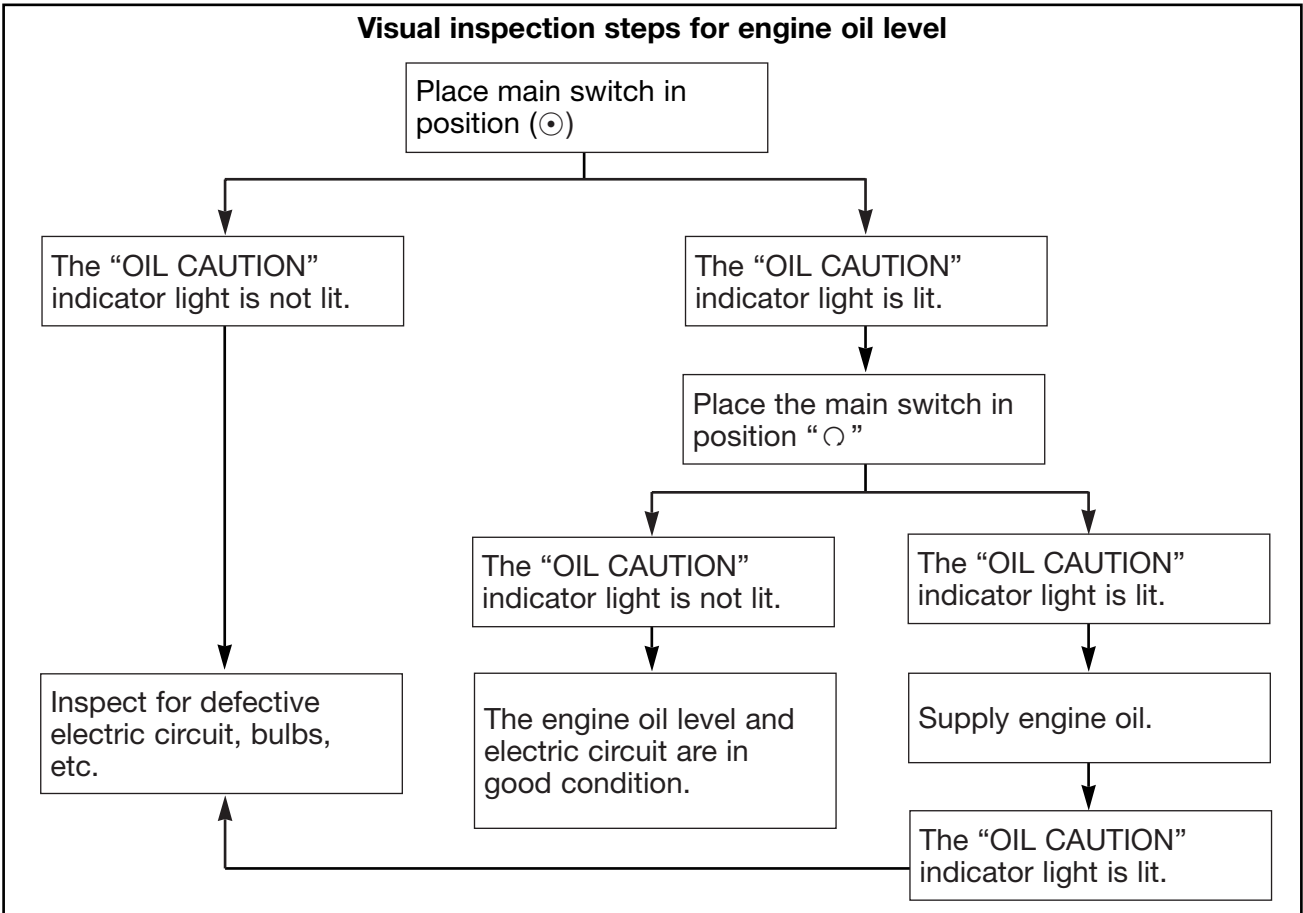 Visual inspection steps for engine oil level
Place main switch in
position (⊙)
The “OIL CAUTION”
indicator light is not lit.
The “OIL CAUTION”
indicator light is lit.
Place the main switch in
position “ ∩ ”
The “OIL CAUTION”
indicator light is not lit.
The “OIL CAUTION”
indicator light is lit.
Inspect for defective
electric circuit, bulbs,
etc.
The engine oil level and
electric circuit are in
good condition.
Supply engine oil.
The “OIL CAUTION”
indicator light is lit.